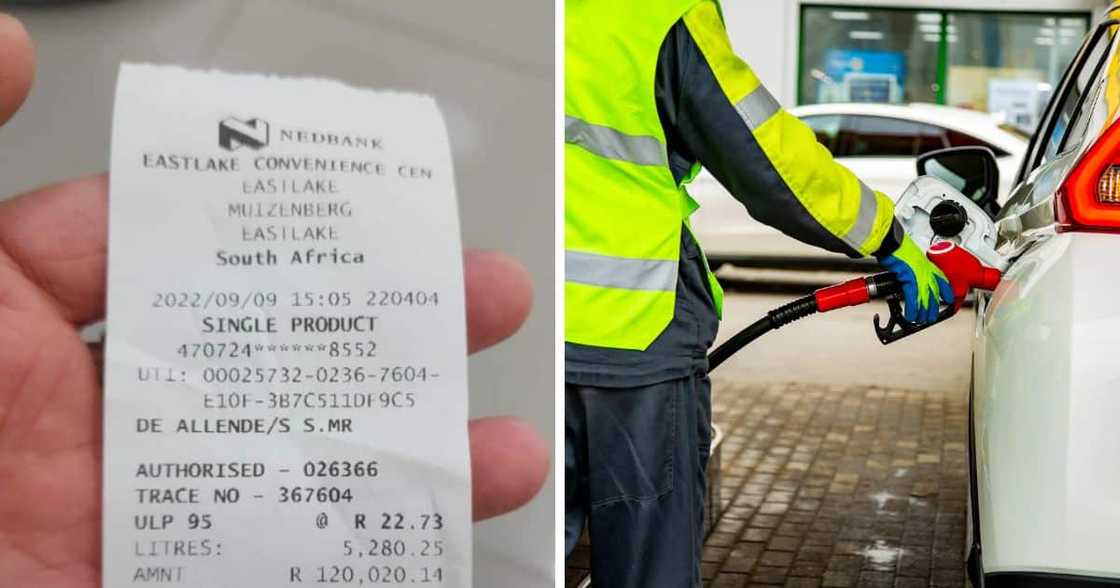 NEDBANK
EASTLAKE CONVENIENCE CEN
EASTLAKE
MUIZENBERG
EASTLAKE
South Africa
2022/09/09 15:05 220404
SINGLE PRODUCT
470724******8552
UTI: 00025732-0236-7604-
E10F-3B7C511DF9C5
DE ALLENDE/S S.MR
AUTHORISED - 026366
TRACE NO - 367604
ULP 95 @ R 22.73
LITRES: 5,280.25
AMNT R 120,020.14